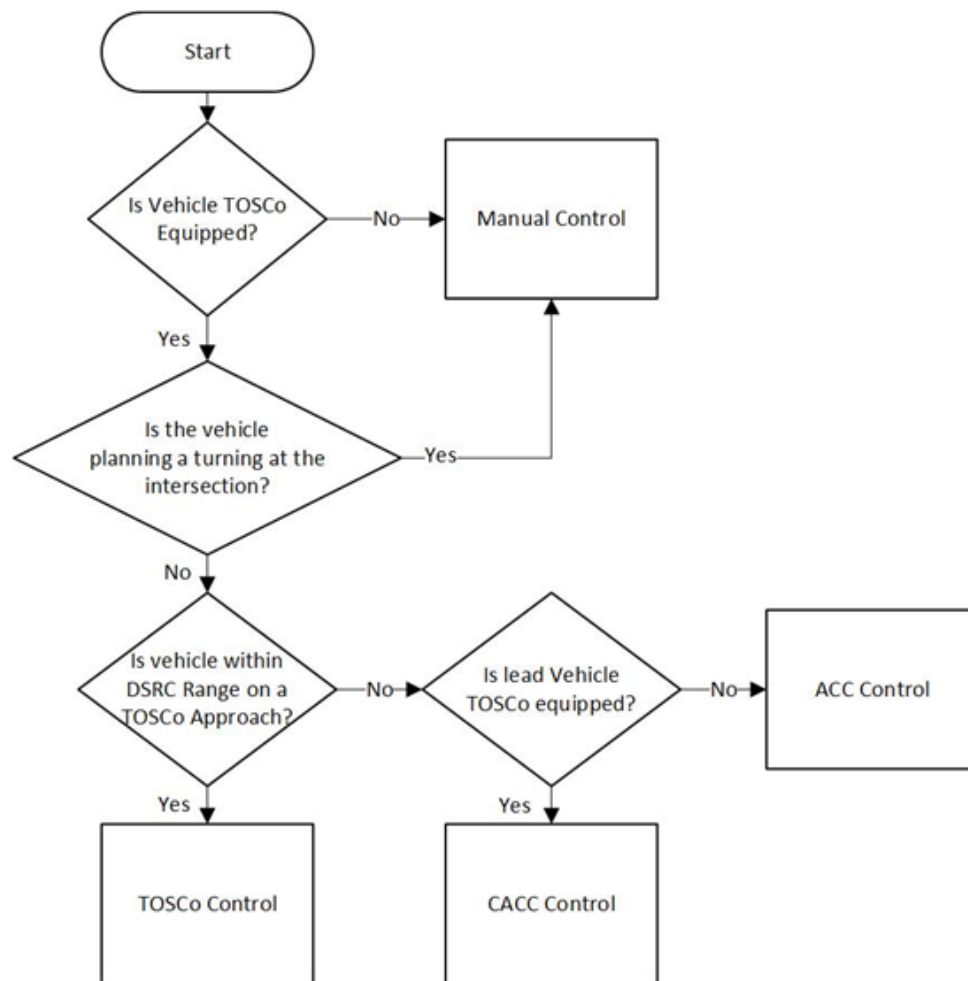 Start
Is Vehicle TOSCo
Equipped?
No
Manual Control
Yes
Is the vehicle
planning a turning at the
intersection?
Yes
No
Is vehicle within
DSRC Range on a
TOSCo Approach?
No
Is lead Vehicle
TOSCo equipped?
No
ACC Control
Yes
Yes
TOSCo Control
CACC Control